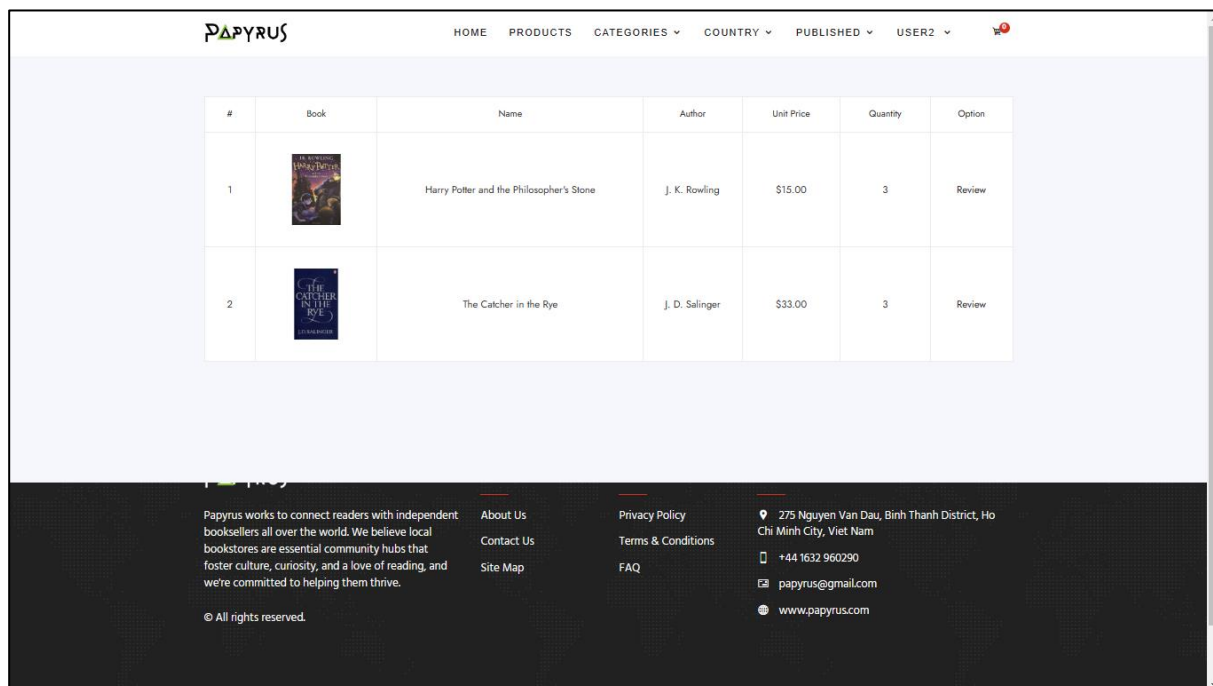 PAPYRUS
HOME PRODUCTS CATEGORIES COUNTRY PUBLISHED USER2 0
# Book Name Author Unit Price Quantity Option
J.K. ROWLING
HARRY POTTER
1 Harry Potter and the Philosopher's Stone J. K. Rowling $15.00 3 Review
THE
CATCHER
IN THE
RYE
J.D. SALINGER
2 The Catcher in the Rye J. D. Salinger $33.00 3 Review
PAPYRUS
Papyrus works to connect readers with independent
booksellers all over the world. We believe local
bookstores are essential community hubs that
foster culture, curiosity, and a love of reading, and
we're committed to helping them thrive.
© All rights reserved.
About Us
Contact Us
Site Map
Privacy Policy
Terms & Conditions
FAQ
275 Nguyen Van Dau, Binh Thanh District, Ho
Chi Minh City, Viet Nam
+44 1632 960290
papyrus@gmail.com
www.papyrus.com